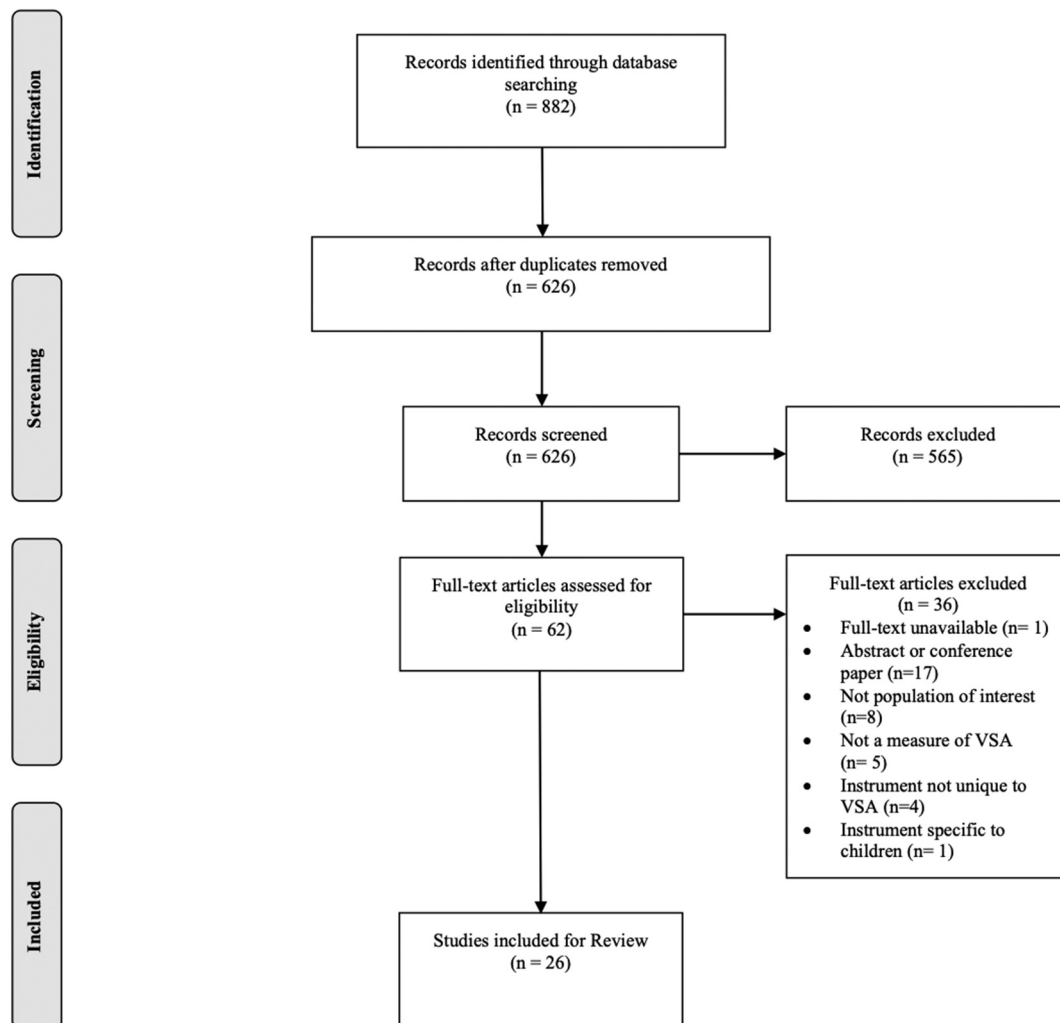 Identification
Records identified through database
searching
(n = 882)
Records after duplicates removed
(n = 626)
Screening
Records screened
(n = 626)
Records excluded
(n = 565)
Eligibility
Full-text articles assessed for
eligibility
(n = 62)
Full-text articles excluded
(n = 36)
• Full-text unavailable (n= 1)
• Abstract or conference
paper (n=17)
• Not population of interest
(n=8)
• Not a measure of VSA
(n= 5)
• Instrument not unique to
VSA (n=4)
• Instrument specific to
children (n= 1)
Included
Studies included for Review
(n = 26)